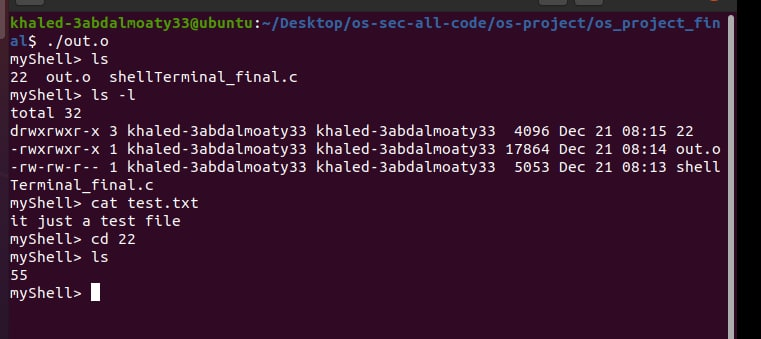 khaled-3abdalmoaty33@ubuntu:~/Desktop/os-sec-all-code/os-project/os_project_fin
al$ ./out.o
myShell> ls
22  out.o  shellTerminal_final.c
myShell> ls -l
total 32
drwxrwxr-x 3 khaled-3abdalmoaty33 khaled-3abdalmoaty33  4096 Dec 21 08:15 22
-rwxrwxr-x 1 khaled-3abdalmoaty33 khaled-3abdalmoaty33 17864 Dec 21 08:14 out.o
-rw-rw-r-- 1 khaled-3abdalmoaty33 khaled-3abdalmoaty33  5053 Dec 21 08:13 shell
Terminal_final.c
myShell> cat test.txt
it just a test file
myShell> cd 22
myShell> ls
55
myShell>